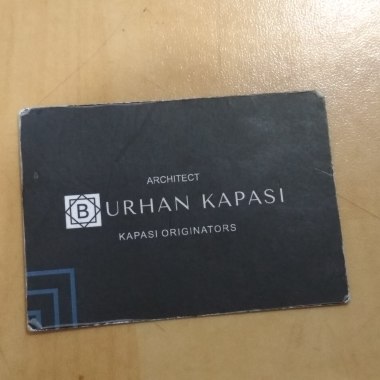 ARCHITECT
BURHAN KAPASI
KAPASI ORIGINATORS